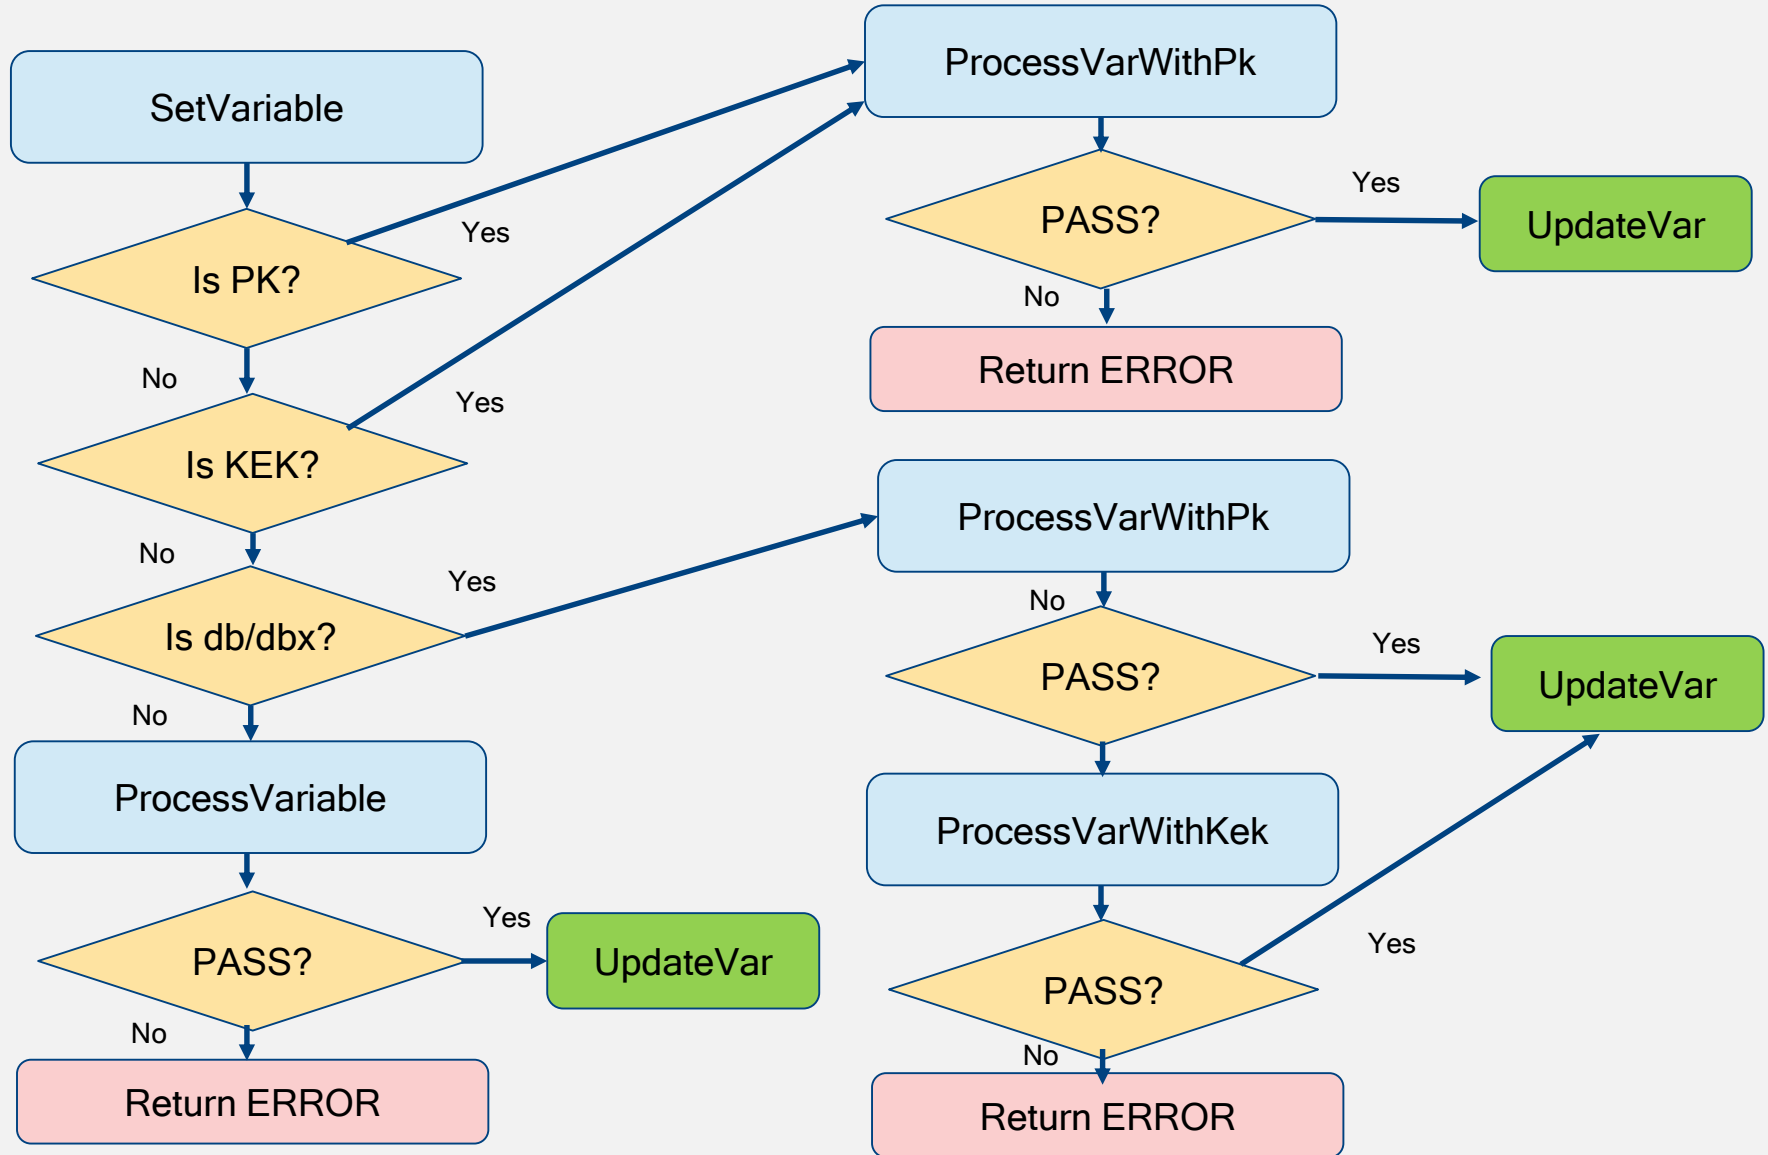 SetVariable
Is PK?
Yes
No
Is KEK?
Yes
No
Is db/dbx?
Yes
No
ProcessVariable
PASS?
Yes
UpdateVar
No
Return ERROR
ProcessVarWithPk
PASS?
Yes
UpdateVar
No
Return ERROR
ProcessVarWithPk
No
PASS?
Yes
UpdateVar
ProcessVarWithKek
PASS?
Yes
No
Return ERROR